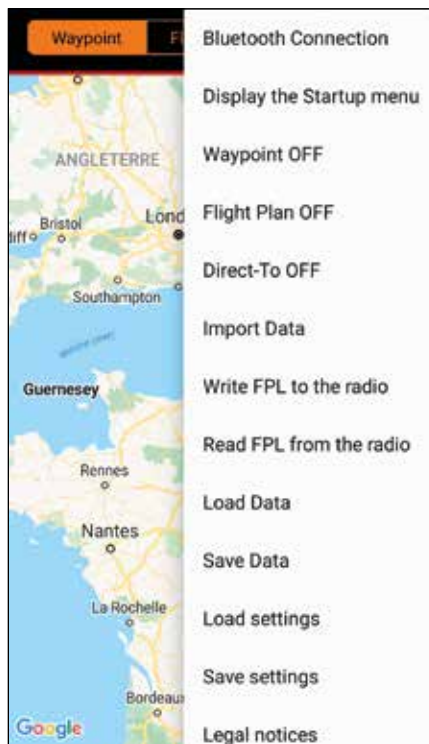 Waypoint
Bluetooth Connection
Display the Startup menu
ANGLETERRE
Waypoint OFF
Bristol
Lond
diff
Flight Plan OFF
Direct-To OFF
Southampton
Import Data
Guernesey
Write FPL to the radio
Read FPL from the radio
Rennes
Load Data
Nantes
Save Data
La Rochelle
Load settings
Save settings
Bordeau
Google
Legal notices